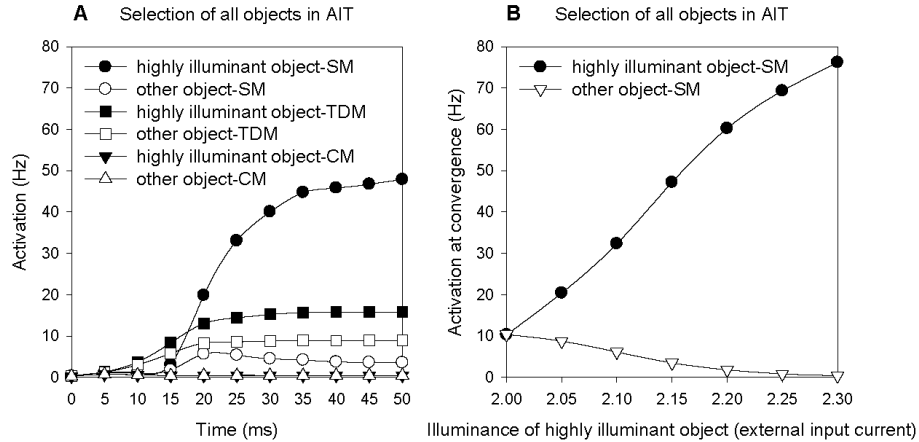 A Selection of all objects in AIT
80
70
60
50
40
30
20
10
0
Activation (Hz)
highly illuminant object-SM
other object-SM
highly illuminant object-TDM
other object-TDM
highly illuminant object-CM
other object-CM
0 5 10 15 20 25 30 35 40 45 50
Time (ms)
B Selection of all objects in AIT
80
70
60
50
40
30
20
10
0
Activation at convergence (Hz)
highly illuminant object-SM
other object-SM
2.00 2.05 2.10 2.15 2.20 2.25 2.30
Illuminance of highly illuminant object (external input current)